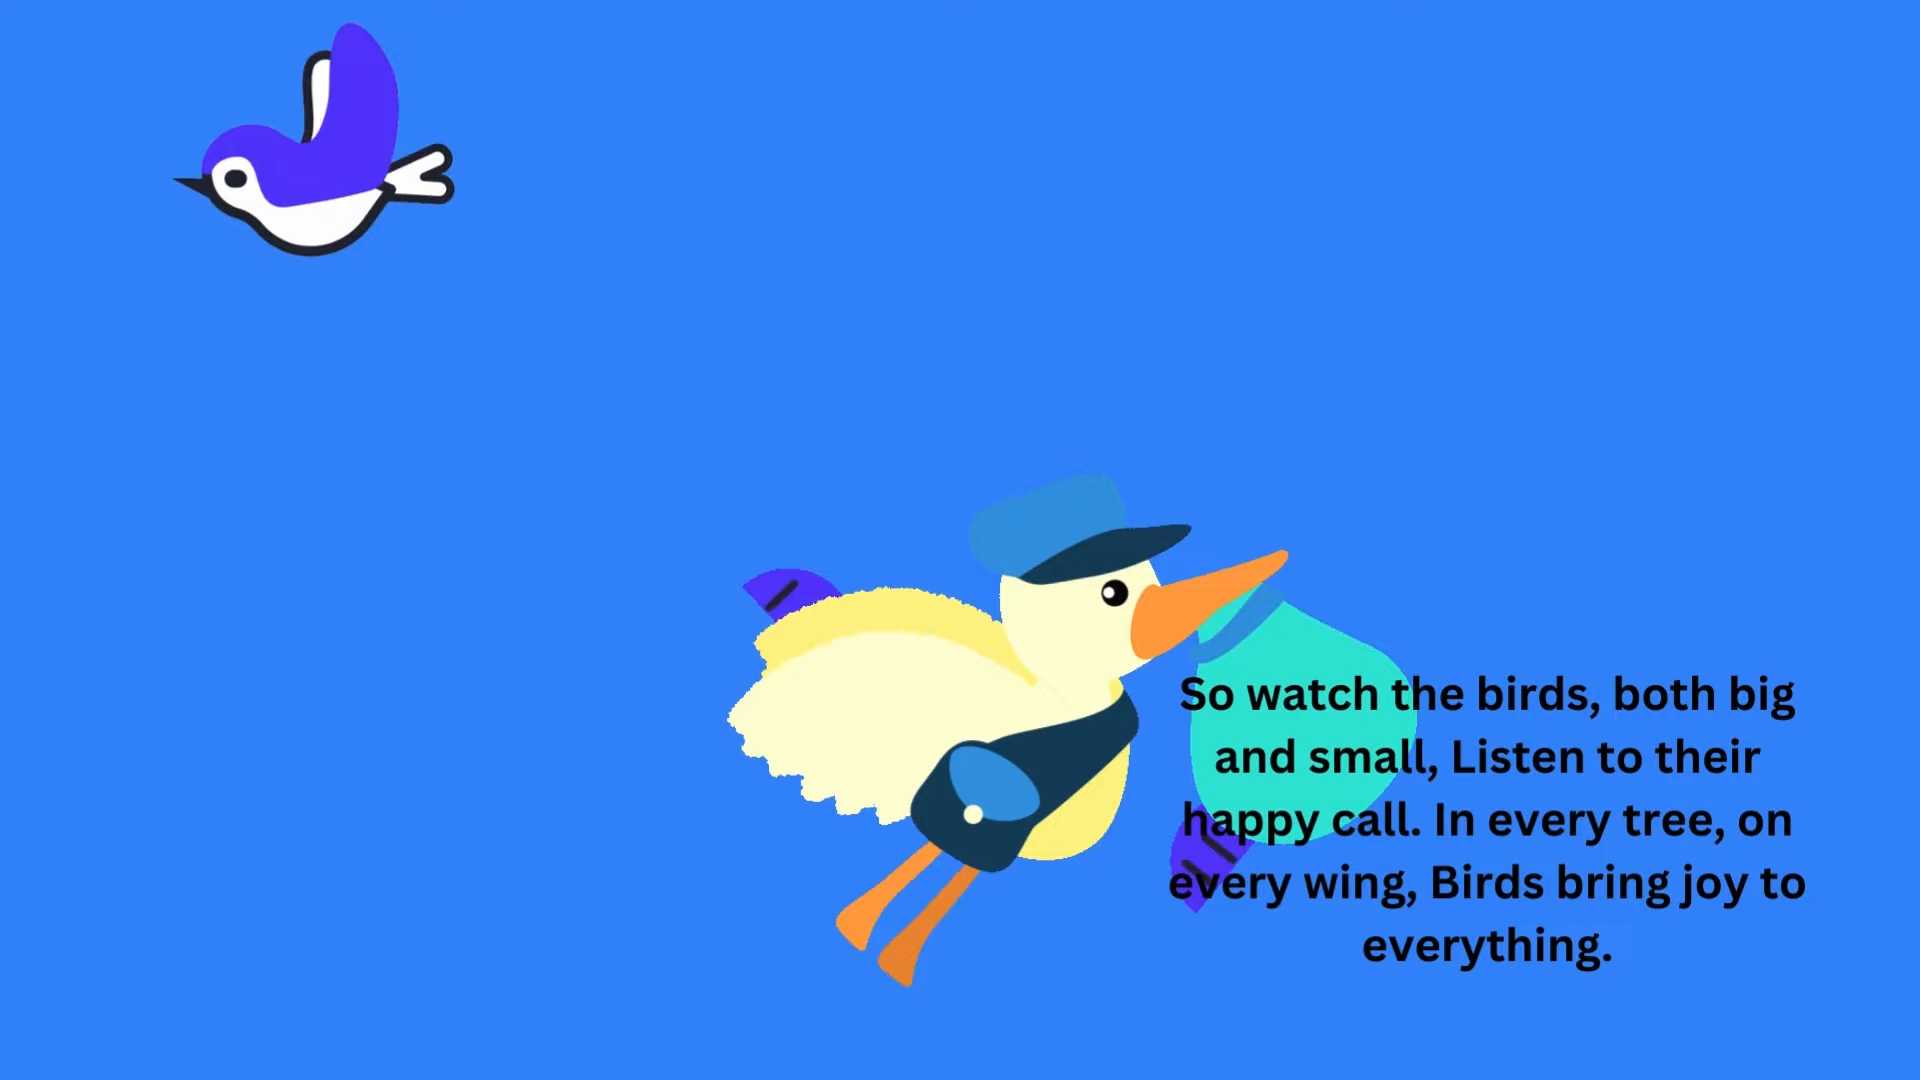 So watch the birds, both big
and small, Listen to their
happy call. In every tree, on
every wing, Birds bring joy to
everything.